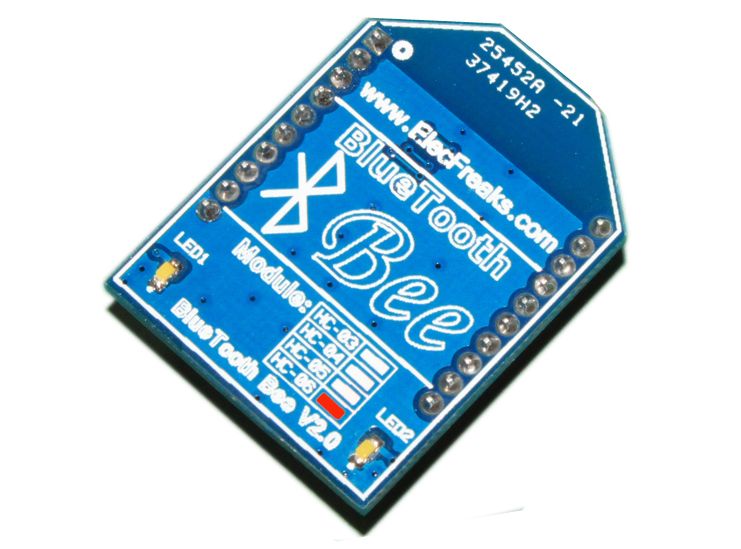 25452A -21
37419H2
www.ElecFreaks.com
BlueTooth
Bee
LED1
Module:
HC-03
HC-04
HC-05
HC-06
BlueTooth Bee V2.0
LED2